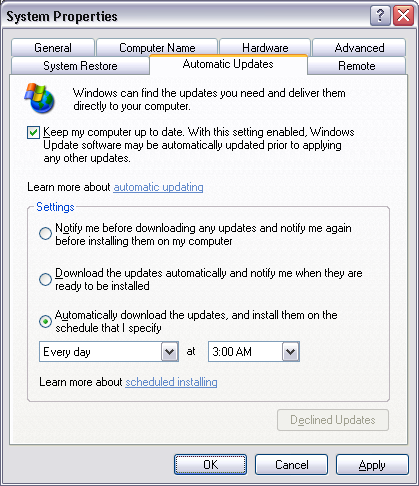 System Properties
General Computer Name Hardware Advanced
System Restore Automatic Updates Remote
Windows can find the updates you need and deliver them
directly to your computer.
Keep my computer up to date. With this setting enabled, Windows
Update software may be automatically updated prior to applying
any other updates.
Learn more about automatic updating
Settings
Notify me before downloading any updates and notify me again
before installing them on my computer
Download the updates automatically and notify me when they are
ready to be installed
Automatically download the updates, and install them on the
schedule that I specify
Every day at 3:00 AM
Learn more about scheduled installing
Declined Updates
OK Cancel Apply